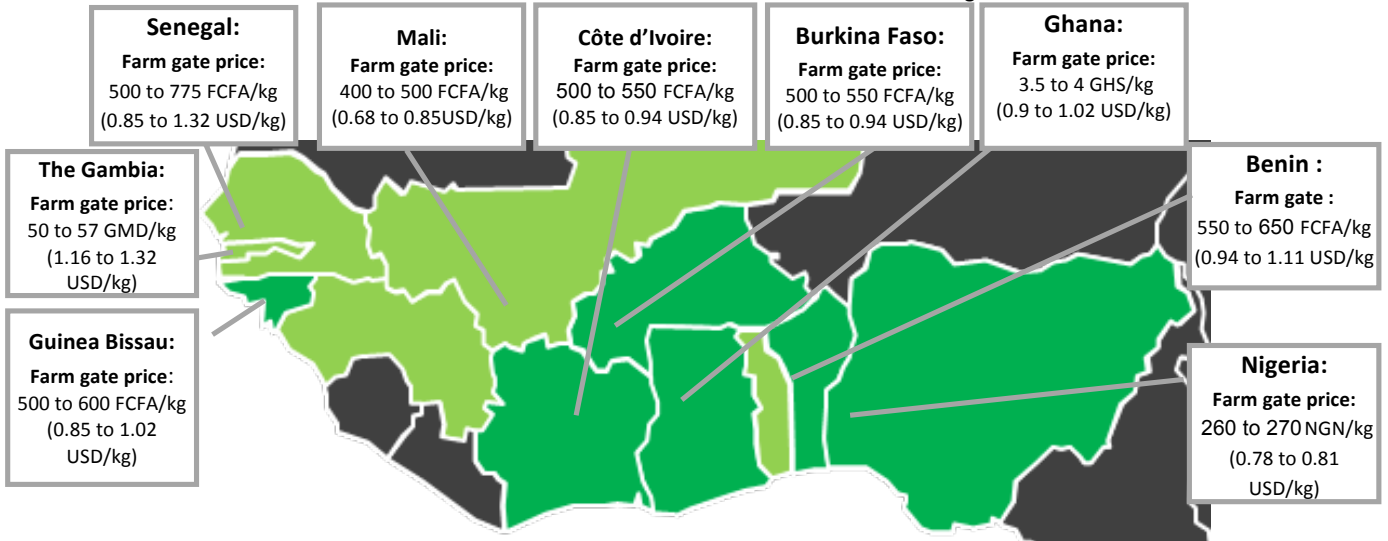 Senegal:
Farm gate price:
500 to 775 FCFA/kg
(0.85 to 1.32 USD/kg)
Mali:
Farm gate price:
400 to 500 FCFA/kg
(0.68 to 0.85USD/kg)
Côte d’Ivoire:
Farm gate price:
500 to 550 FCFA/kg
(0.85 to 0.94 USD/kg)
Burkina Faso:
Farm gate price:
500 to 550 FCFA/kg
(0.85 to 0.94 USD/kg)
Ghana:
Farm gate price:
3.5 to 4 GHS/kg
(0.9 to 1.02 USD/kg)
The Gambia:
Farm gate price:
50 to 57 GMD/kg
(1.16 to 1.32
USD/kg)
Benin :
Farm gate :
550 to 650 FCFA/kg
(0.94 to 1.11 USD/kg
Guinea Bissau:
Farm gate price:
500 to 600 FCFA/kg
(0.85 to 1.02
USD/kg)
Nigeria:
Farm gate price:
260 to 270 NGN/kg
(0.78 to 0.81
USD/kg)